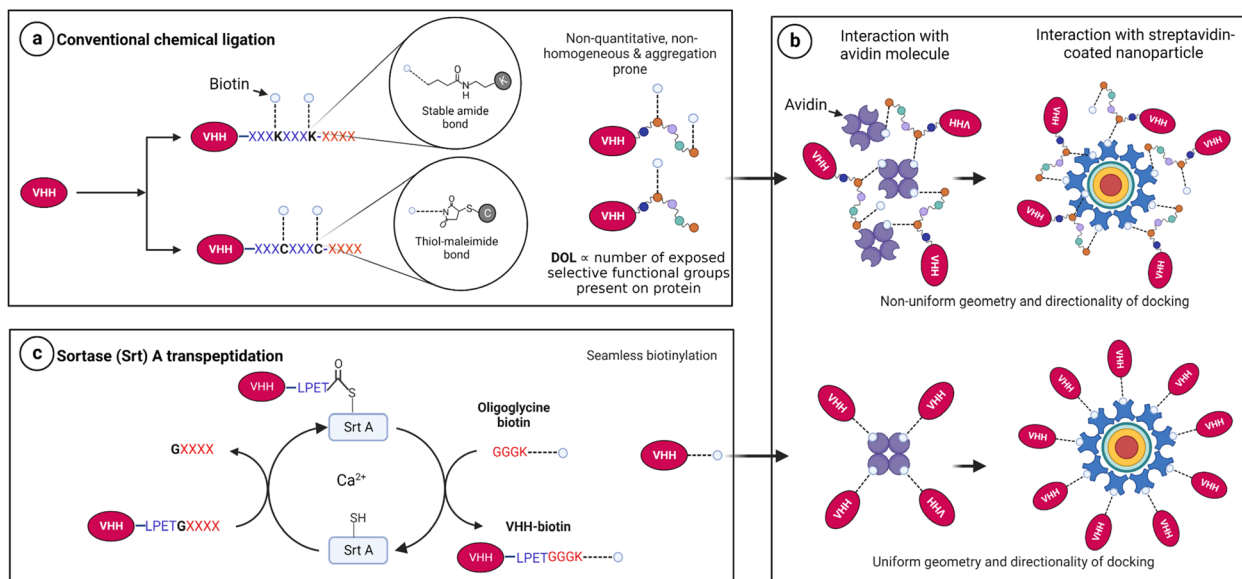 a Conventional chemical ligation
Biotin
VHH
VHH
XXXKXXXK-XXXX
VHH
XXXCXXXC-XXXX
O
N
H
K
Stable amide
bond
O
N
O
S
C
Thiol-maleimide
bond
Non-quantitative, non-
homogeneous & aggregation
prone
VHH
VHH
DOL ∝ number of exposed
selective functional groups
present on protein
b
Interaction with
avidin molecule
Avidin
VHH
VHH
VHH
Interaction with streptavidin-
coated nanoparticle
VHH
VHH
VHH
VHH
VHH
Non-uniform geometry and directionality of docking
c Sortase (Srt) A transpeptidation
Seamless biotinylation
VHH
LPET
O
S
Srt A
GXXXX
Ca²⁺
VHH
LPETGXXXX
SH
Srt A
Oligoglycine
biotin
GGGK
VHH-biotin
VHH
LPETGGGK
VHH
VHH
VHH
VHH
VHH
VHH
VHH
VHH
VHH
VHH
VHH
VHH
VHH
VHH
Uniform geometry and directionality of docking